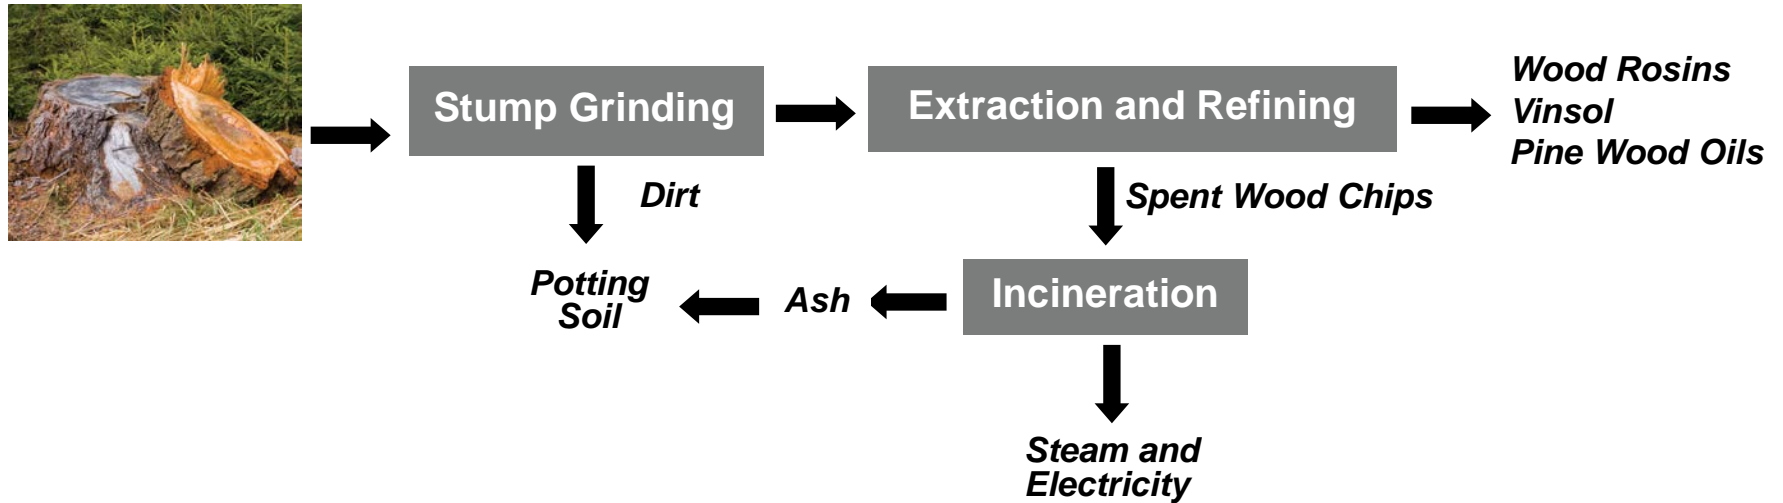 Stump Grinding
Extraction and Refining
Wood Rosins
Vinsol
Pine Wood Oils
Dirt
Spent Wood Chips
Potting
Soil
Ash
Incineration
Steam and
Electricity